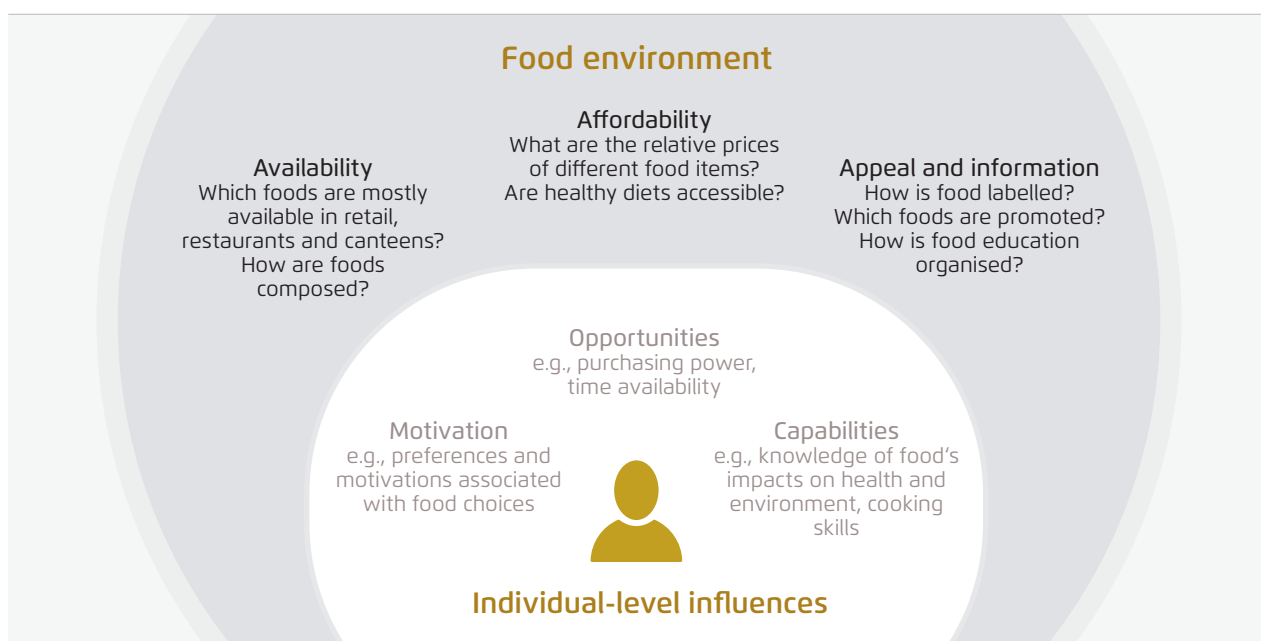 Food environment
Affordability
What are the relative prices
of different food items?
Are healthy diets accessible?
Availability
Which foods are mostly
available in retail,
restaurants and canteens?
How are foods
composed?
Appeal and information
How is food labelled?
Which foods are promoted?
How is food education
organised?
Opportunities
e.g., purchasing power,
time availability
Motivation
e.g., preferences and
motivations associated
with food choices
Capabilities
e.g., knowledge of food‘s
impacts on health and
environment, cooking
skills
Individual-level influences